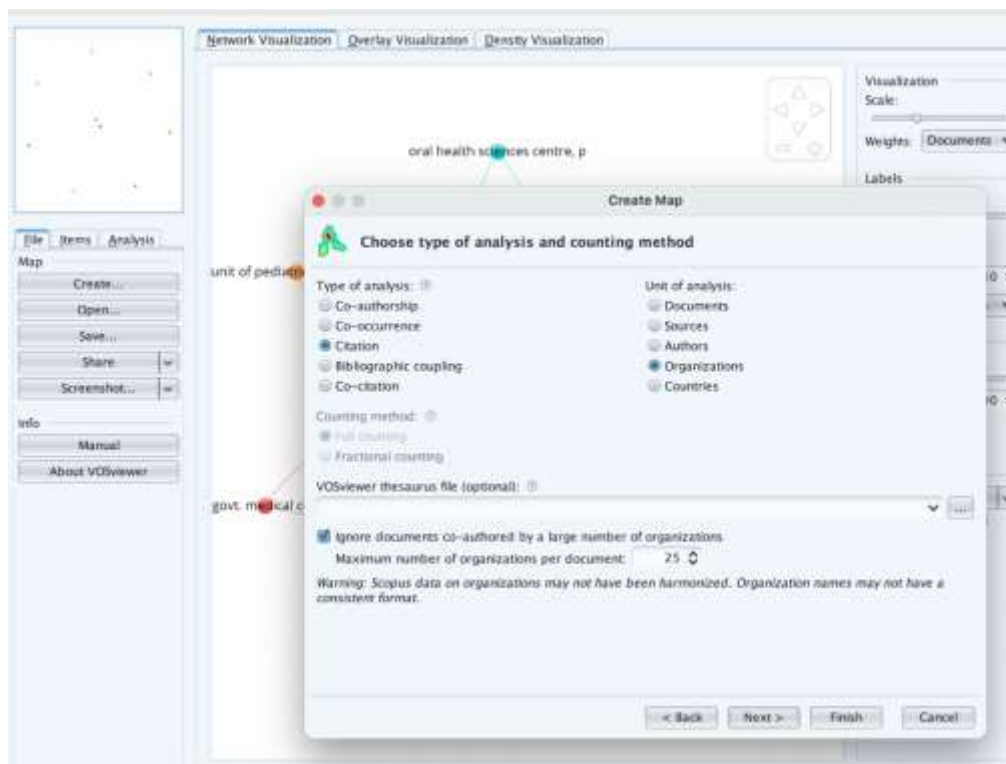 Network Visualization Overlay Visualization Density Visualization
Visualization
Scale:
Weights: Documents
Labels
oral health sciences centre, p
unit of pediatric
govt. medical c
File Items Analysis
Map
Create...
Open...
Save...
Share
Screenshot...
Info
Manual
About VOSviewer
Create Map
Choose type of analysis and counting method
Type of analysis: Unit of analysis:
Co-authorship Documents
Co-occurrence Sources
Citation Authors
Bibliographic coupling Organizations
Co-citation Countries
Counting method:
Full counting
Fractional counting
VOSviewer thesaurus file (optional):
...
Ignore documents co-authored by a large number of organizations
Maximum number of organizations per document: 25
Warning: Scopus data on organizations may not have been harmonized. Organization names may not have a
consistent format.
< Back Next > Finish Cancel